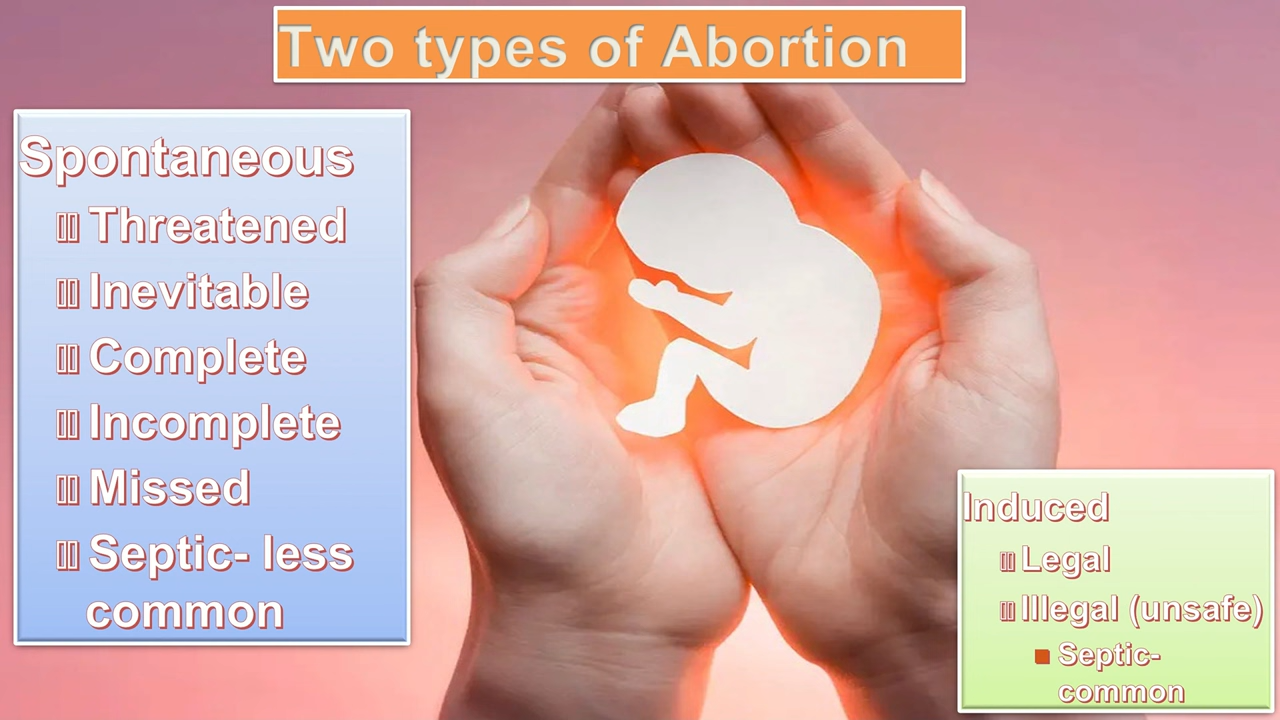 Two types of Abortion
Spontaneous
Threatened
Inevitable
Complete
Incomplete
Missed
Septic- less
common
Induced
Legal
Illegal (unsafe)
Septic-
common